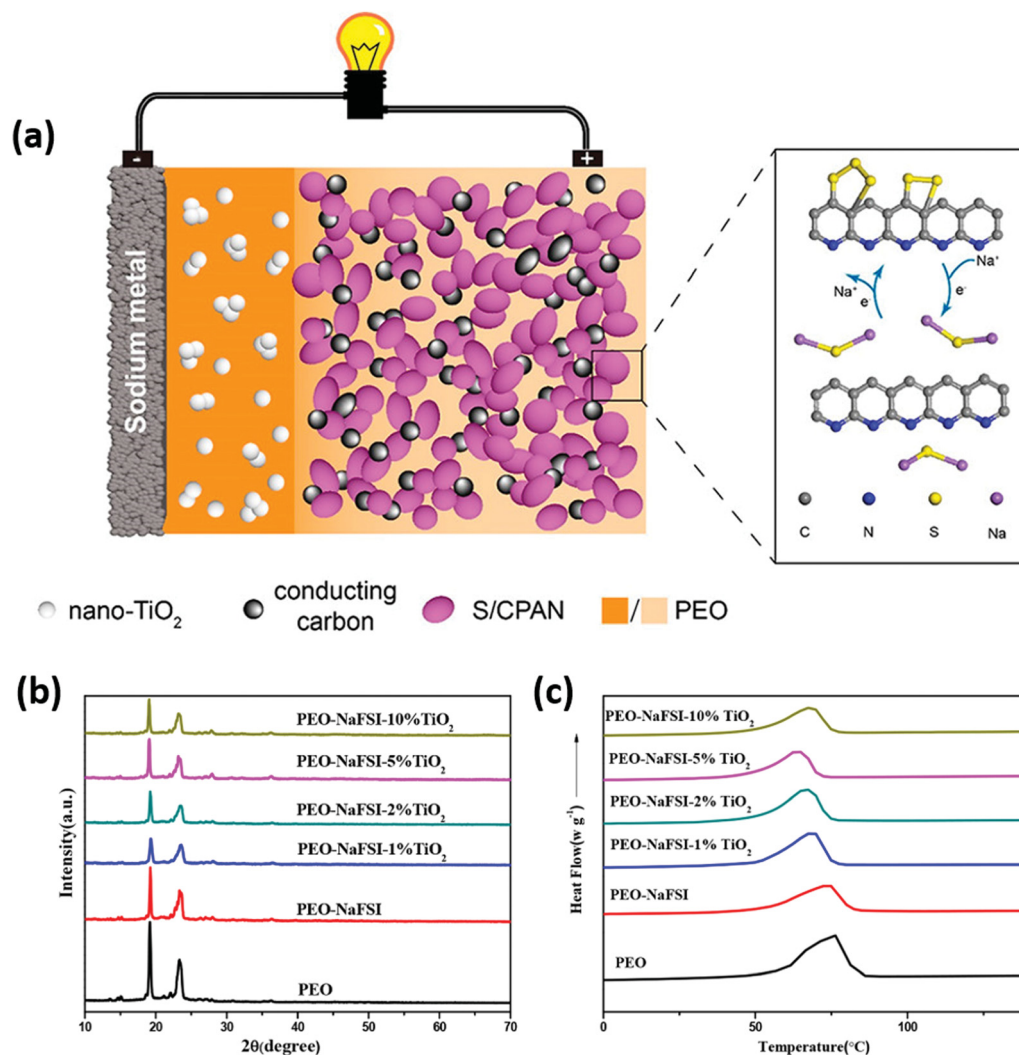 (a)
-
+
Sodium metal
Na⁺
Na⁺
e⁻
e⁻
C N S Na
nano-TiO₂
conducting
carbon
S/CPAN
/
PEO
(b)
PEO-NaFSI-10%TiO₂
PEO-NaFSI-5%TiO₂
PEO-NaFSI-2%TiO₂
PEO-NaFSI-1%TiO₂
PEO-NaFSI
PEO
Intensity(a.u.)
10 20 30 40 50 60 70
2θ(degree)
(c)
PEO-NaFSI-10% TiO₂
PEO-NaFSI-5% TiO₂
PEO-NaFSI-2% TiO₂
PEO-NaFSI-1% TiO₂
PEO-NaFSI
PEO
Heat Flow(w g⁻¹)
0 50 100
Temperature(°C)